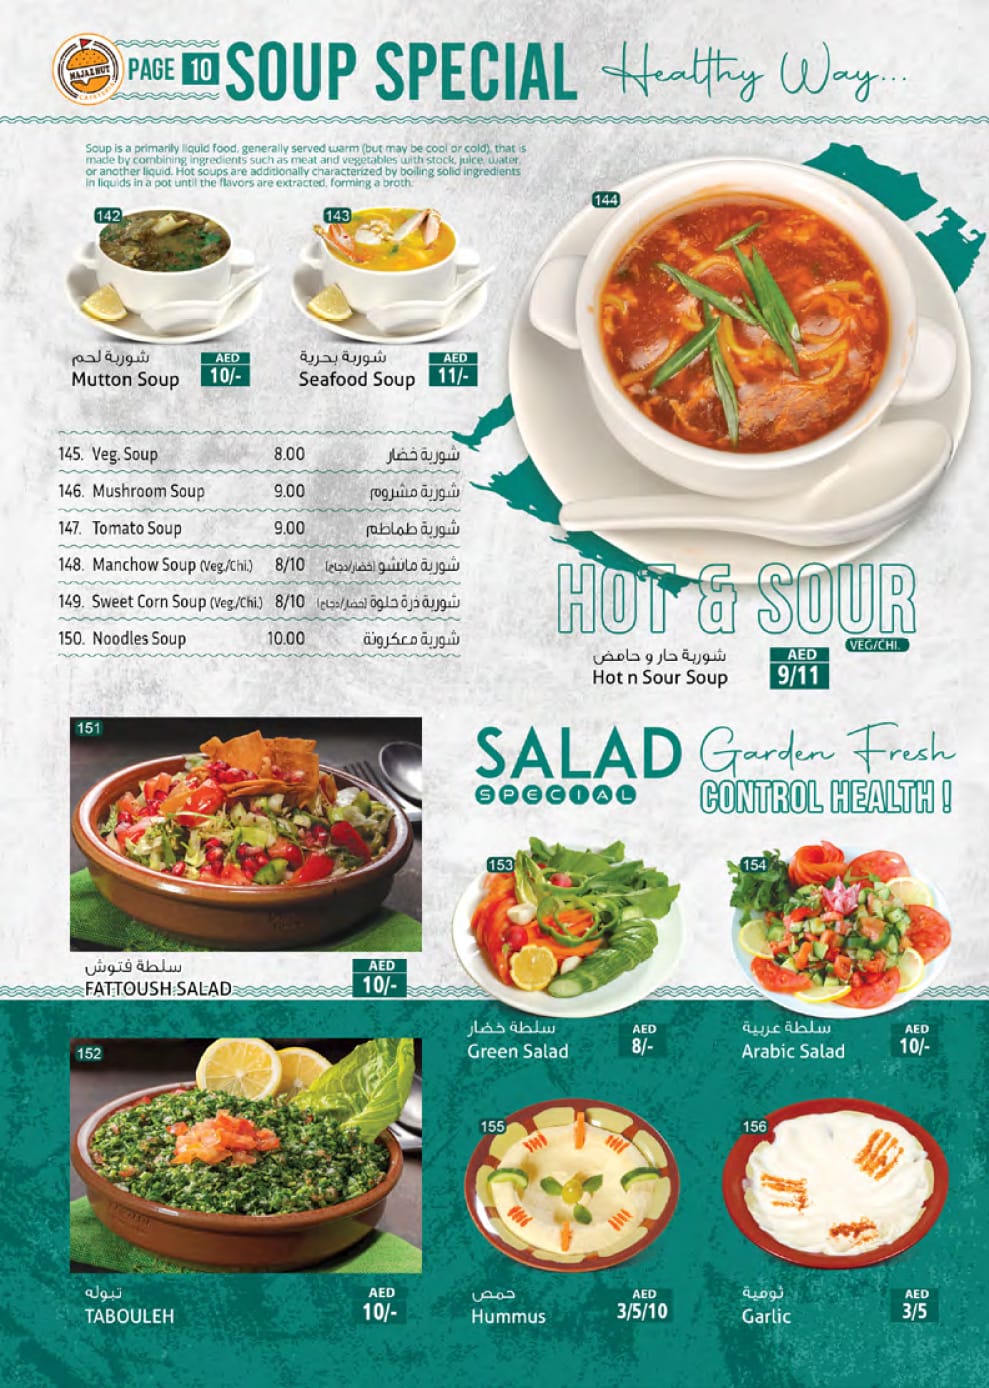 MAJALHUT
CAFETERIA
PAGE 10
SOUP SPECIAL
Healthy Way...
Soup is a primarily liquid food, generally served warm (but may be cool or cold), that is
made by combining ingredients such as meat and vegetables with stock, juice, water,
or another liquid. Hot soups are additionally characterized by boiling solid ingredients
in liquids in a pot until the flavors are extracted, forming a broth.
142
شوربة لحم
Mutton Soup
AED
10/-
143
شوربة بحرية
Seafood Soup
AED
11/-
144
145. Veg. Soup 8.00 شوربة خضار
146. Mushroom Soup 9.00 شوربة مشروم
147. Tomato Soup 9.00 شوربة طماطم
148. Manchow Soup (Veg./Chi.) 8/10 شوربة مانشو (خضار/دجاج)
149. Sweet Corn Soup (Veg./Chi.) 8/10 شوربة ذرة حلوة (خضار/دجاج)
150. Noodles Soup 10.00 شوربة معكرونة
HOT & SOUR
VEG/CHI.
شوربة حار و حامض
Hot n Sour Soup
AED
9/11
151
سلطة فتوش
FATTOUSH SALAD
AED
10/-
SALAD
SPECIAL
Garden Fresh
CONTROL HEALTH !
153
سلطة خضار
Green Salad
AED
8/-
154
سلطة عربية
Arabic Salad
AED
10/-
152
تبوله
TABOULEH
AED
10/-
155
حمص
Hummus
AED
3/5/10
156
ثومية
Garlic
AED
3/5